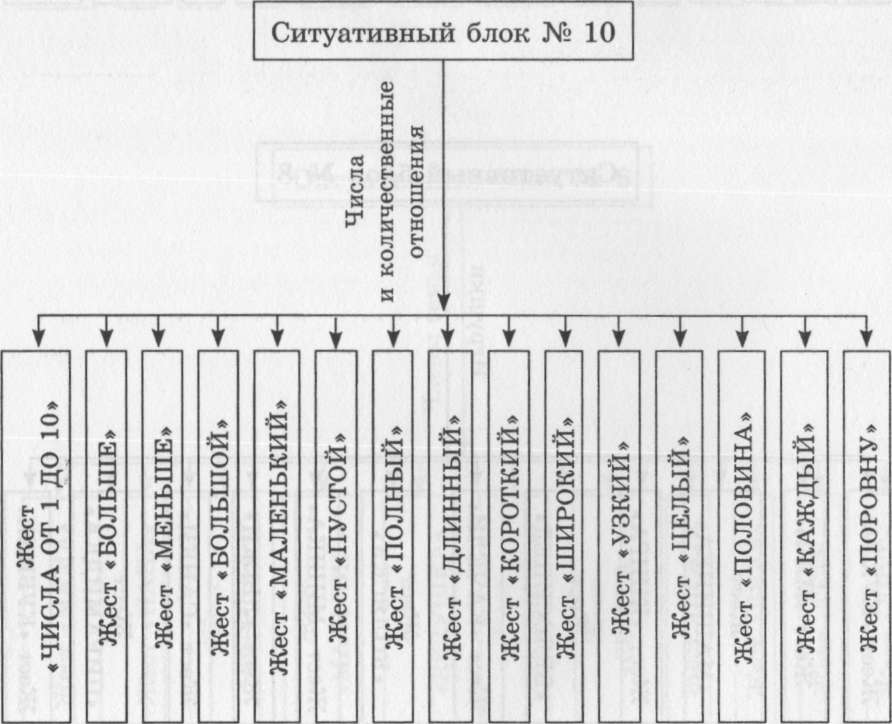 Ситуативный блок № 10
Числа
и количественные
отношения
Жест
«ЧИСЛА ОТ 1 ДО 10»
Жест «БОЛЬШЕ»
Жест «МЕНЬШЕ»
Жест «БОЛЬШОЙ»
Жест «МАЛЕНЬКИЙ»
Жест «ПУСТОЙ»
Жест «ПОЛНЫЙ»
Жест «ДЛИННЫЙ»
Жест «КОРОТКИЙ»
Жест «ШИРОКИЙ»
Жест «УЗКИЙ»
Жест «ЦЕЛЫЙ»
Жест «ПОЛОВИНА»
Жест «КАЖДЫЙ»
Жест «ПОРОВНУ»